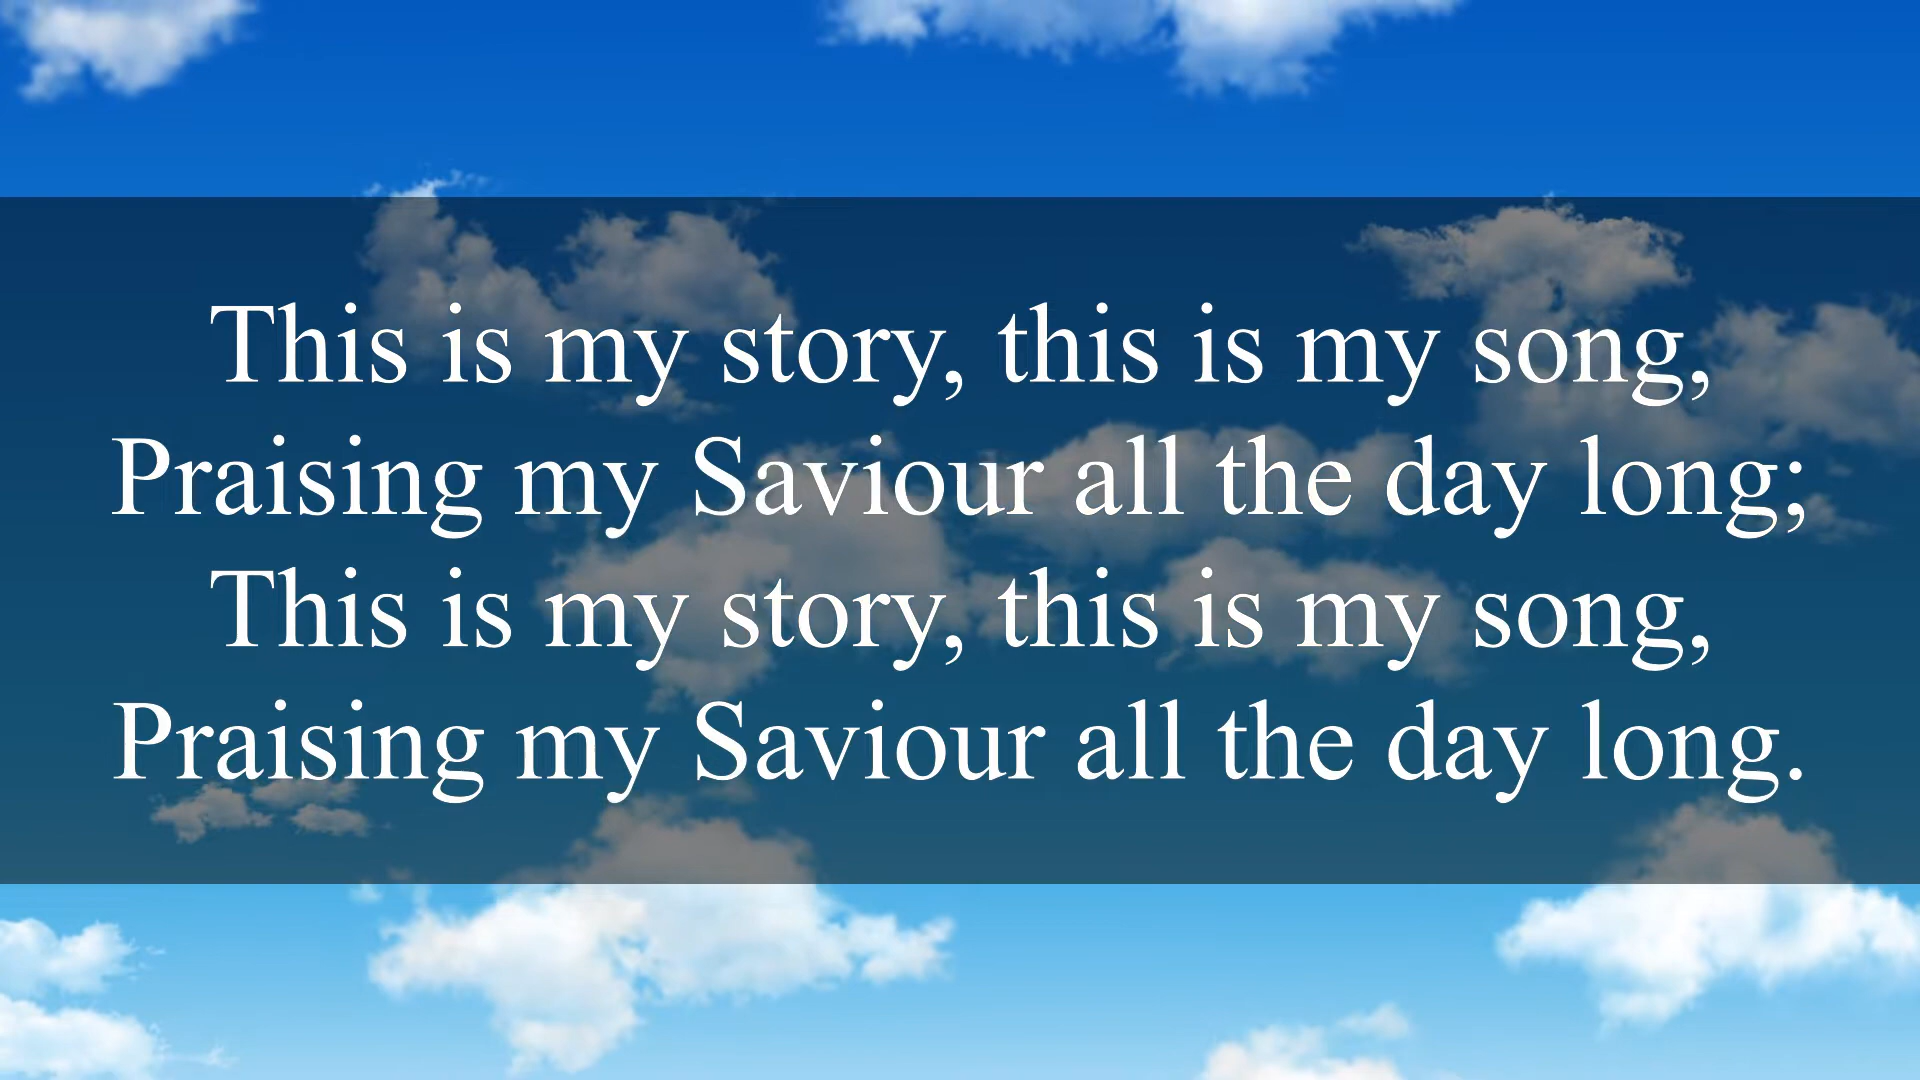 This is my story, this is my song,
Praising my Saviour all the day long;
This is my story, this is my song,
Praising my Saviour all the day long.